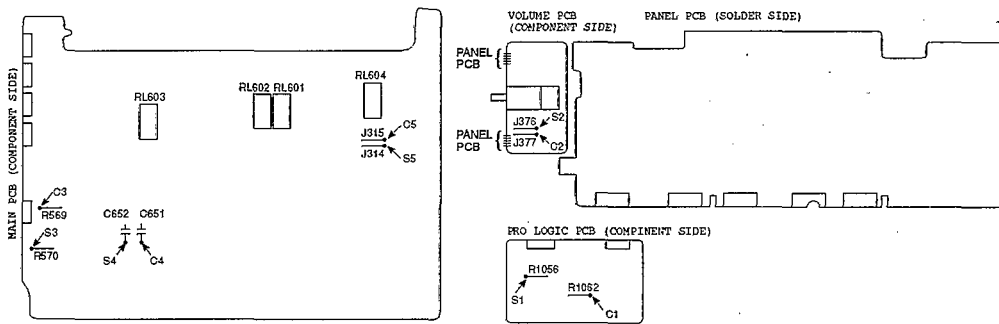 MAIN PCB (COMPONENT SIDE)
RL603
RL602
RL601
RL604
J315
C5
J314
S5
C3
R569
S3
R570
C652
C651
S4
C4
VOLUME PCB
(COMPONENT SIDE)
PANEL
PCB
S2
J376
J377
C2
PANEL
PCB
PANEL PCB (SOLDER SIDE)
PRO LOGIC PCB (COMPINENT SIDE)
R1056
S1
R1062
C1